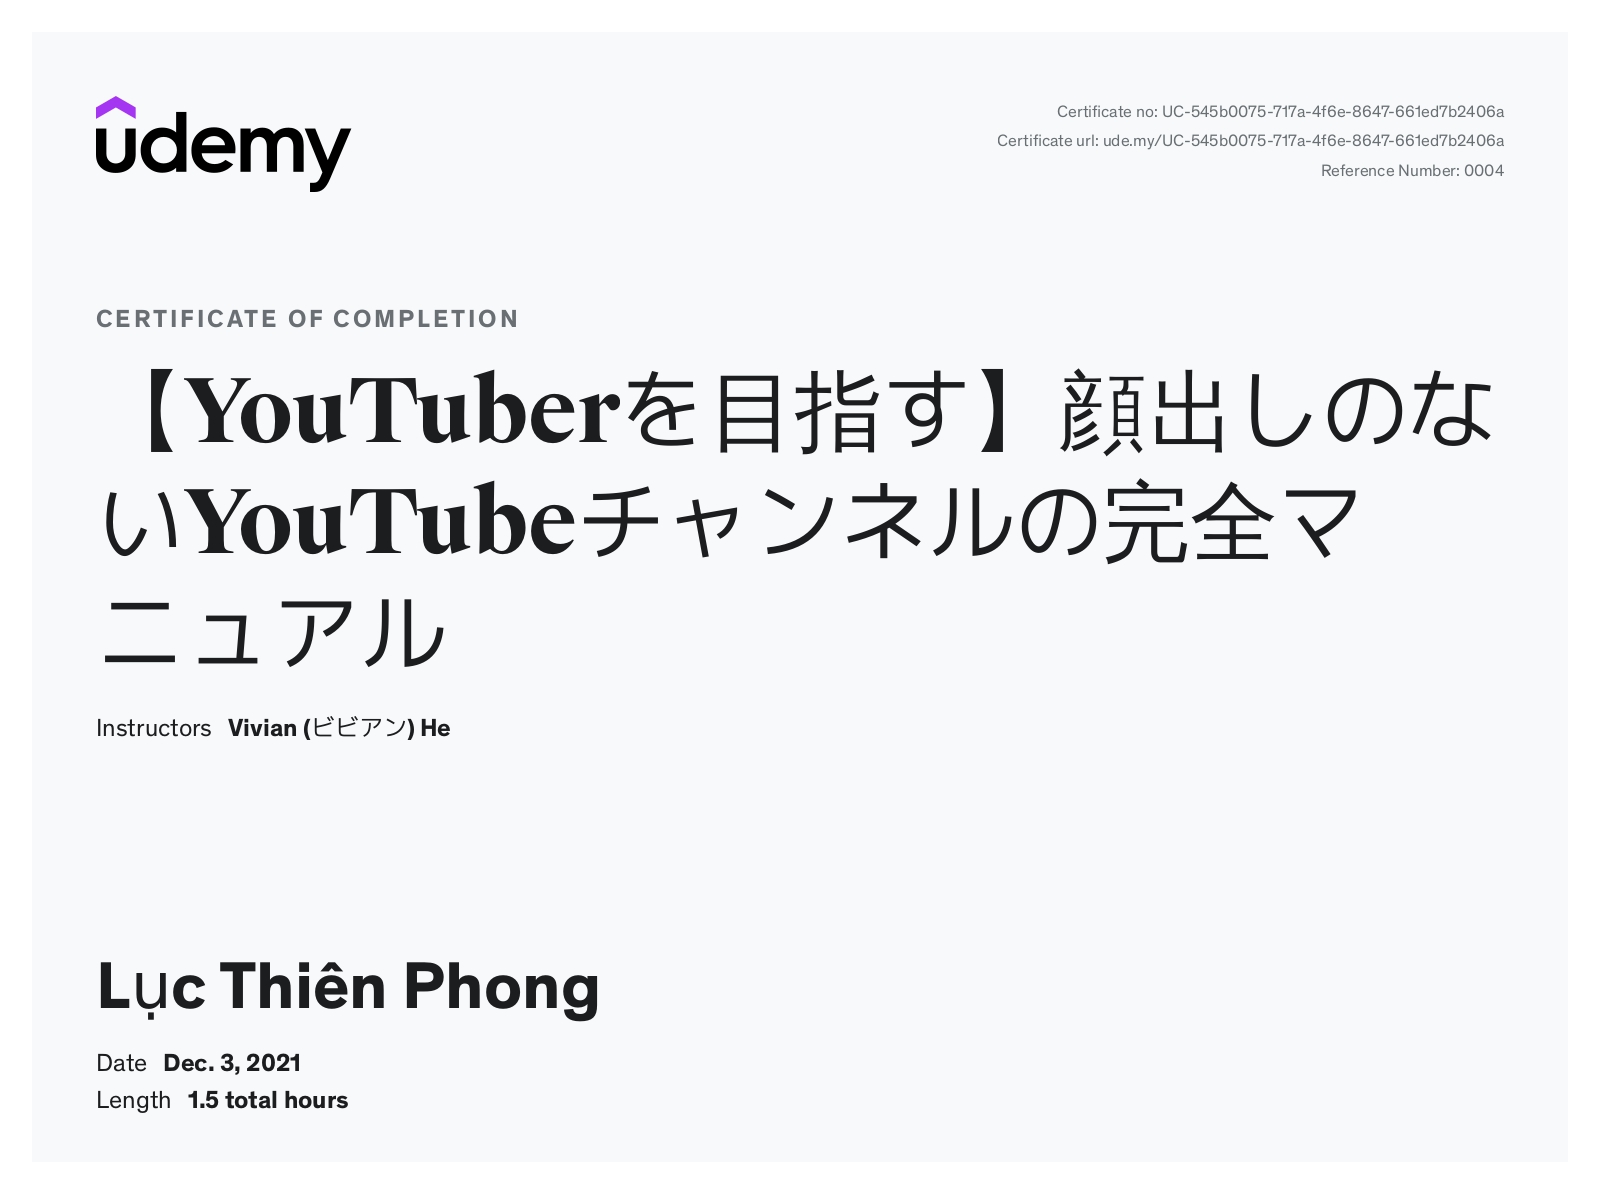 udemy
Certificate no: UC-545b0075-717a-4f6e-8647-661ed7b2406a
Certificate url: ude.my/UC-545b0075-717a-4f6e-8647-661ed7b2406a
Reference Number: 0004
CERTIFICATE OF COMPLETION
【YouTuberを目指す】顔出しのな
いYouTubeチャンネルの完全マ
ニュアル
Instructors Vivian (ビビアン) He
Lục Thiên Phong
Date Dec. 3, 2021
Length 1.5 total hours